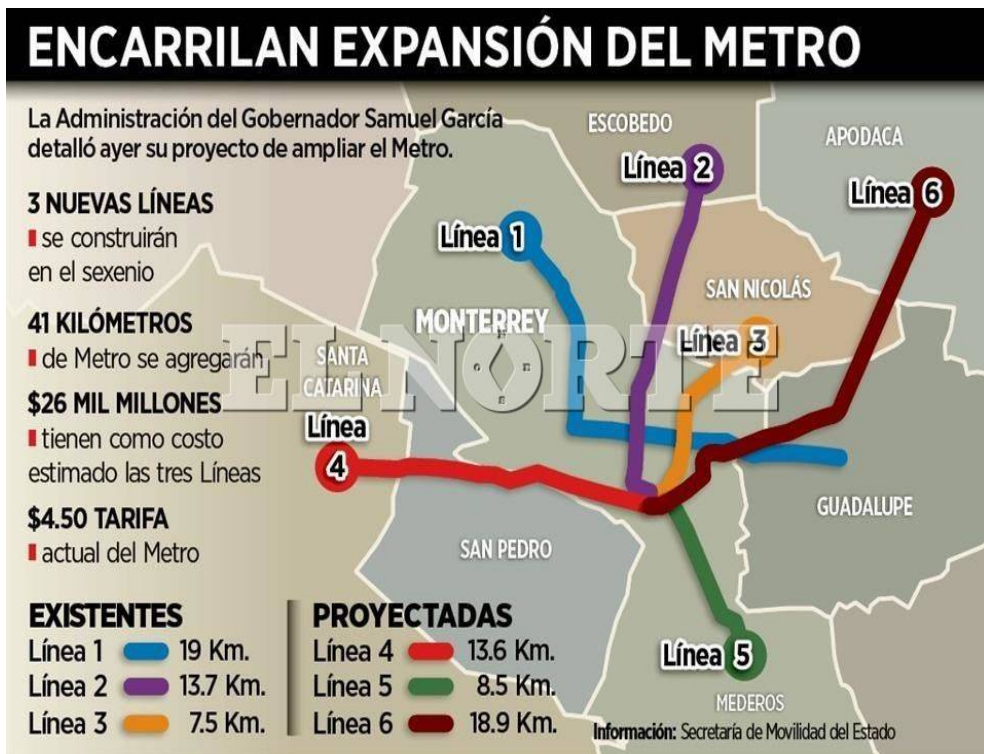 ENCARRILAN EXPANSIÓN DEL METRO
La Administración del Gobernador Samuel García
detalló ayer su proyecto de ampliar el Metro.
3 NUEVAS LÍNEAS
se construirán
en el sexenio
41 KILÓMETROS
de Metro se agregarán
$26 MIL MILLONES
tienen como costo
estimado las tres Líneas
$4.50 TARIFA
actual del Metro
ESCOBEDO
APODACA
Línea 2
Línea 6
Línea 1
SAN NICOLÁS
MONTERREY
Línea 3
EL NORTE
N
O
E
S
SANTA
CATARINA
Línea
4
GUADALUPE
SAN PEDRO
Línea 5
MEDEROS
EXISTENTES
Línea 1 19 Km.
Línea 2 13.7 Km.
Línea 3 7.5 Km.
PROYECTADAS
Línea 4 13.6 Km.
Línea 5 8.5 Km.
Línea 6 18.9 Km.
Información: Secretaría de Movilidad del Estado